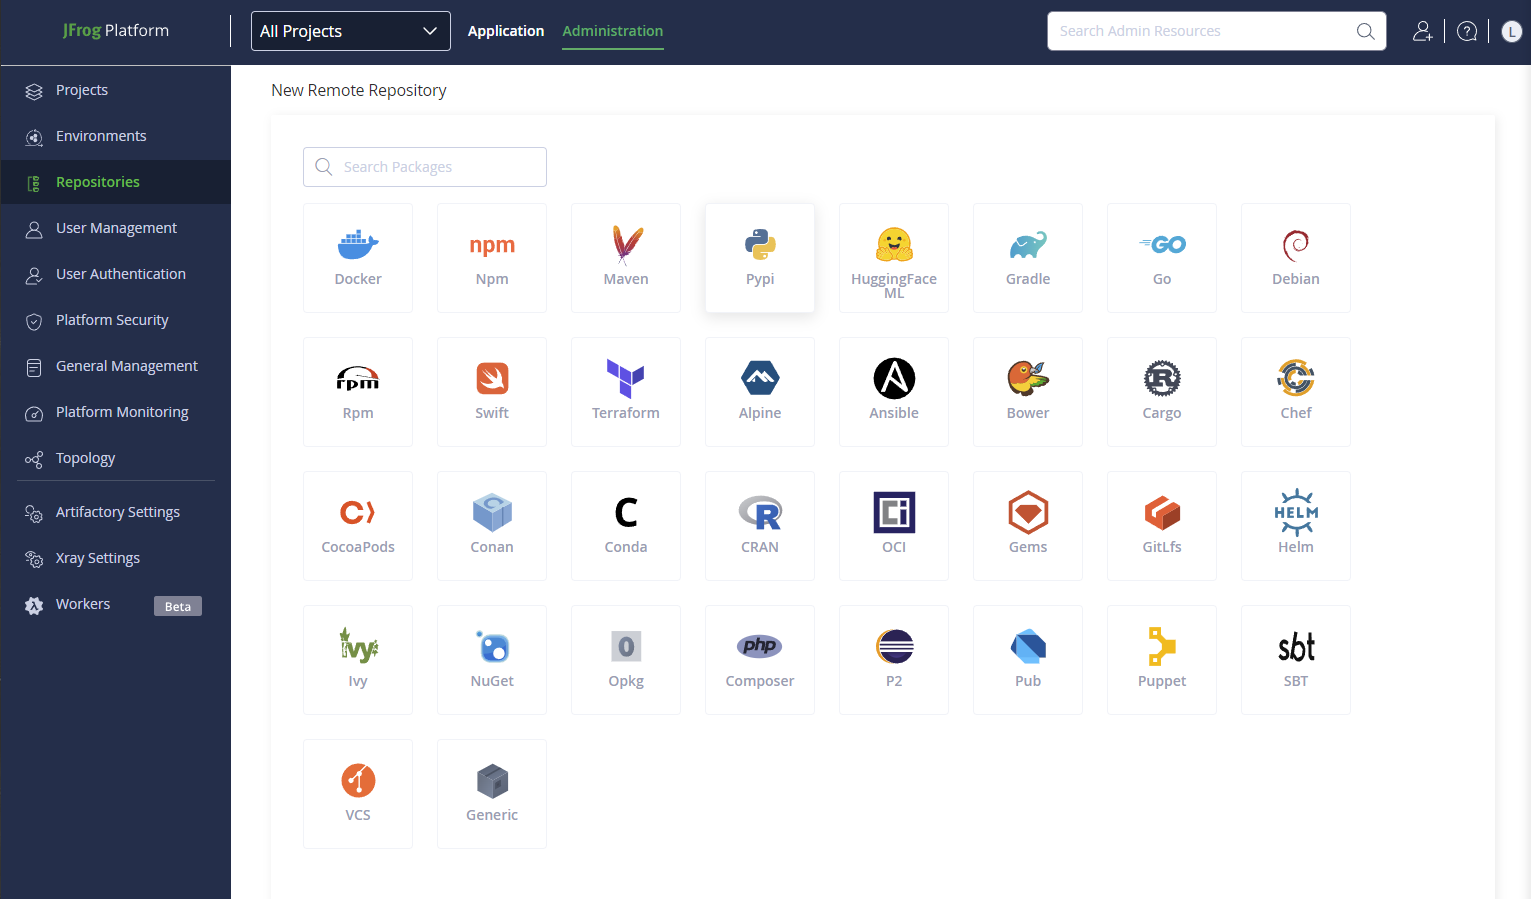 JFrog Platform
All Projects
Application
Administration
Search Admin Resources
L
Projects
Environments
Repositories
User Management
User Authentication
Platform Security
General Management
Platform Monitoring
Topology
Artifactory Settings
Xray Settings
Workers
Beta
New Remote Repository
Search Packages
Docker
npm
Npm
Maven
Pypi
HuggingFace
ML
Gradle
GO
Go
Debian
rpm
Rpm
Swift
Terraform
Alpine
Ansible
Bower
R
Cargo
Chef
CocoaPods
Conan
C
Conda
R
CRAN
Ci
OCI
Gems
GitLfs
HELM
Helm
ivy
Ivy
NuGet
0
Opkg
php
Composer
P2
Pub
Puppet
sbt
SBT
VCS
Generic